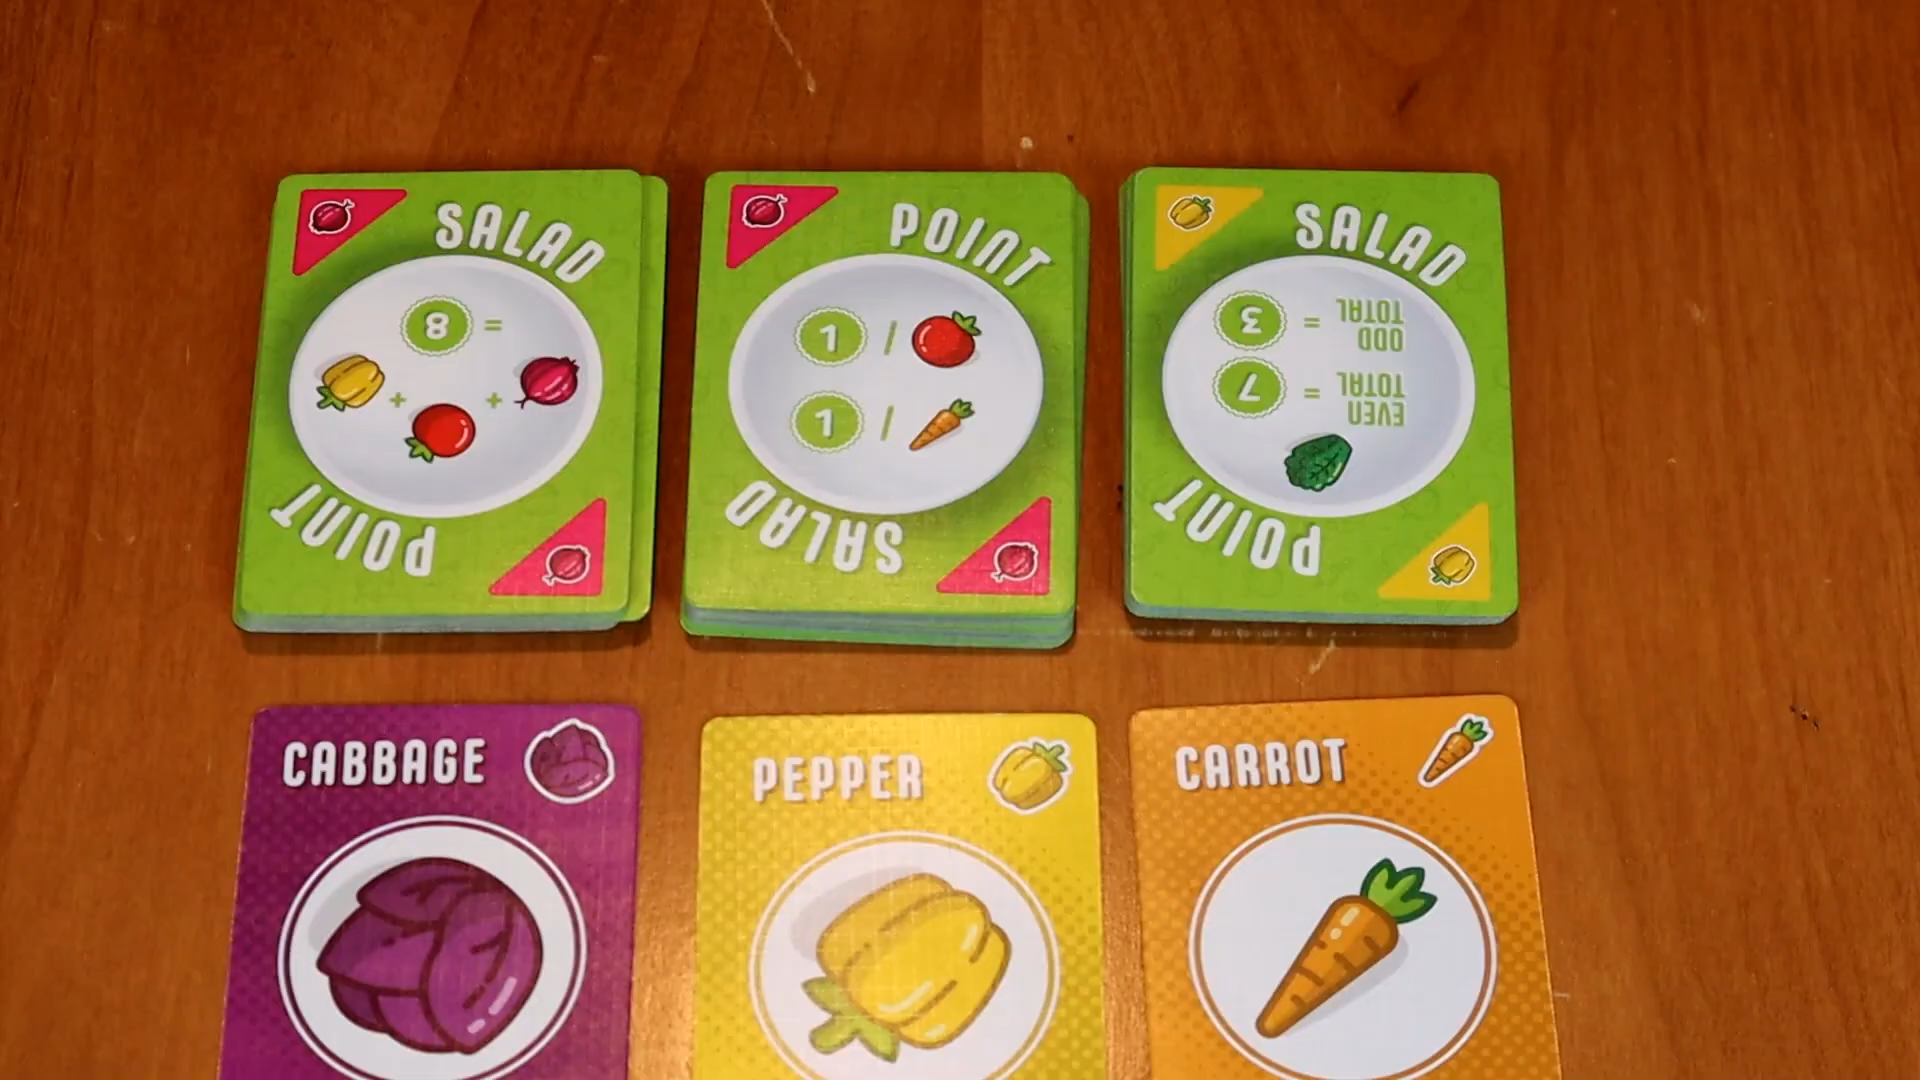 SALAD
8 =
+ +
POINT
POINT
1 /
1 /
SALAD
SALAD
ODD TOTAL = 3
EVEN TOTAL = 7
POINT
CABBAGE
PEPPER
CARROT